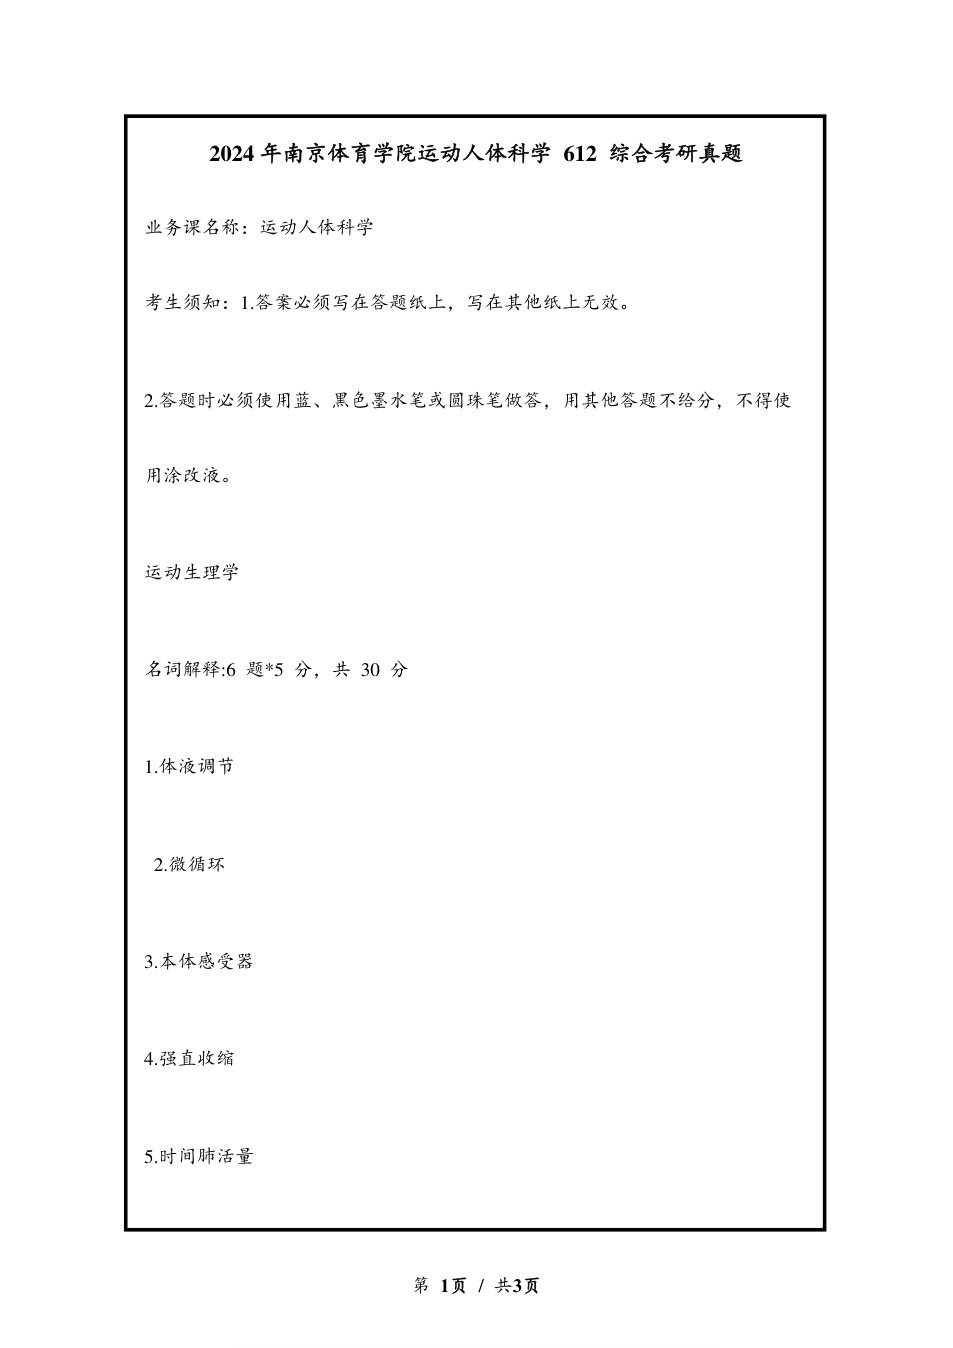 2024 年南京体育学院运动人体科学 612 综合考研真题
业务课名称：运动人体科学
考生须知：1.答案必须写在答题纸上，写在其他纸上无效。
2.答题时必须使用蓝、黑色墨水笔或圆珠笔做答，用其他答题不给分，不得使
用涂改液。
运动生理学
名词解释:6 题*5 分，共 30 分
1.体液调节
2.微循环
3.本体感受器
4.强直收缩
5.时间肺活量
第 1页 / 共3页